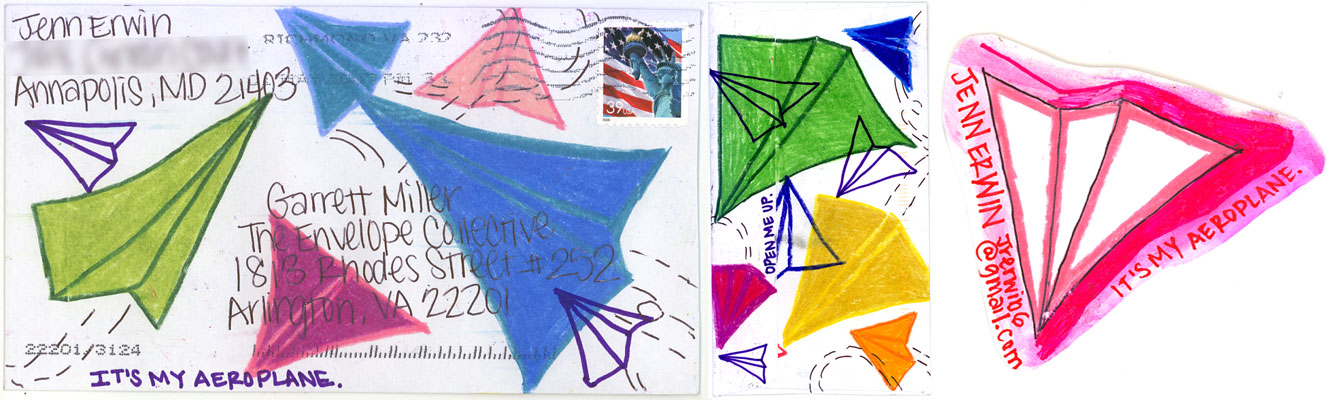 Jenn Erwin
Annapolis, MD 21403
RICHMOND VA 232
39
Garrett Miller
The Envelope Collective
1813 Rhodes Street #252
Arlington, VA 22201
22201/3124
IT'S MY AEROPLANE.
OPEN ME UP.
JENN ERWIN
@gmail.com
IT'S MY AEROPLANE.